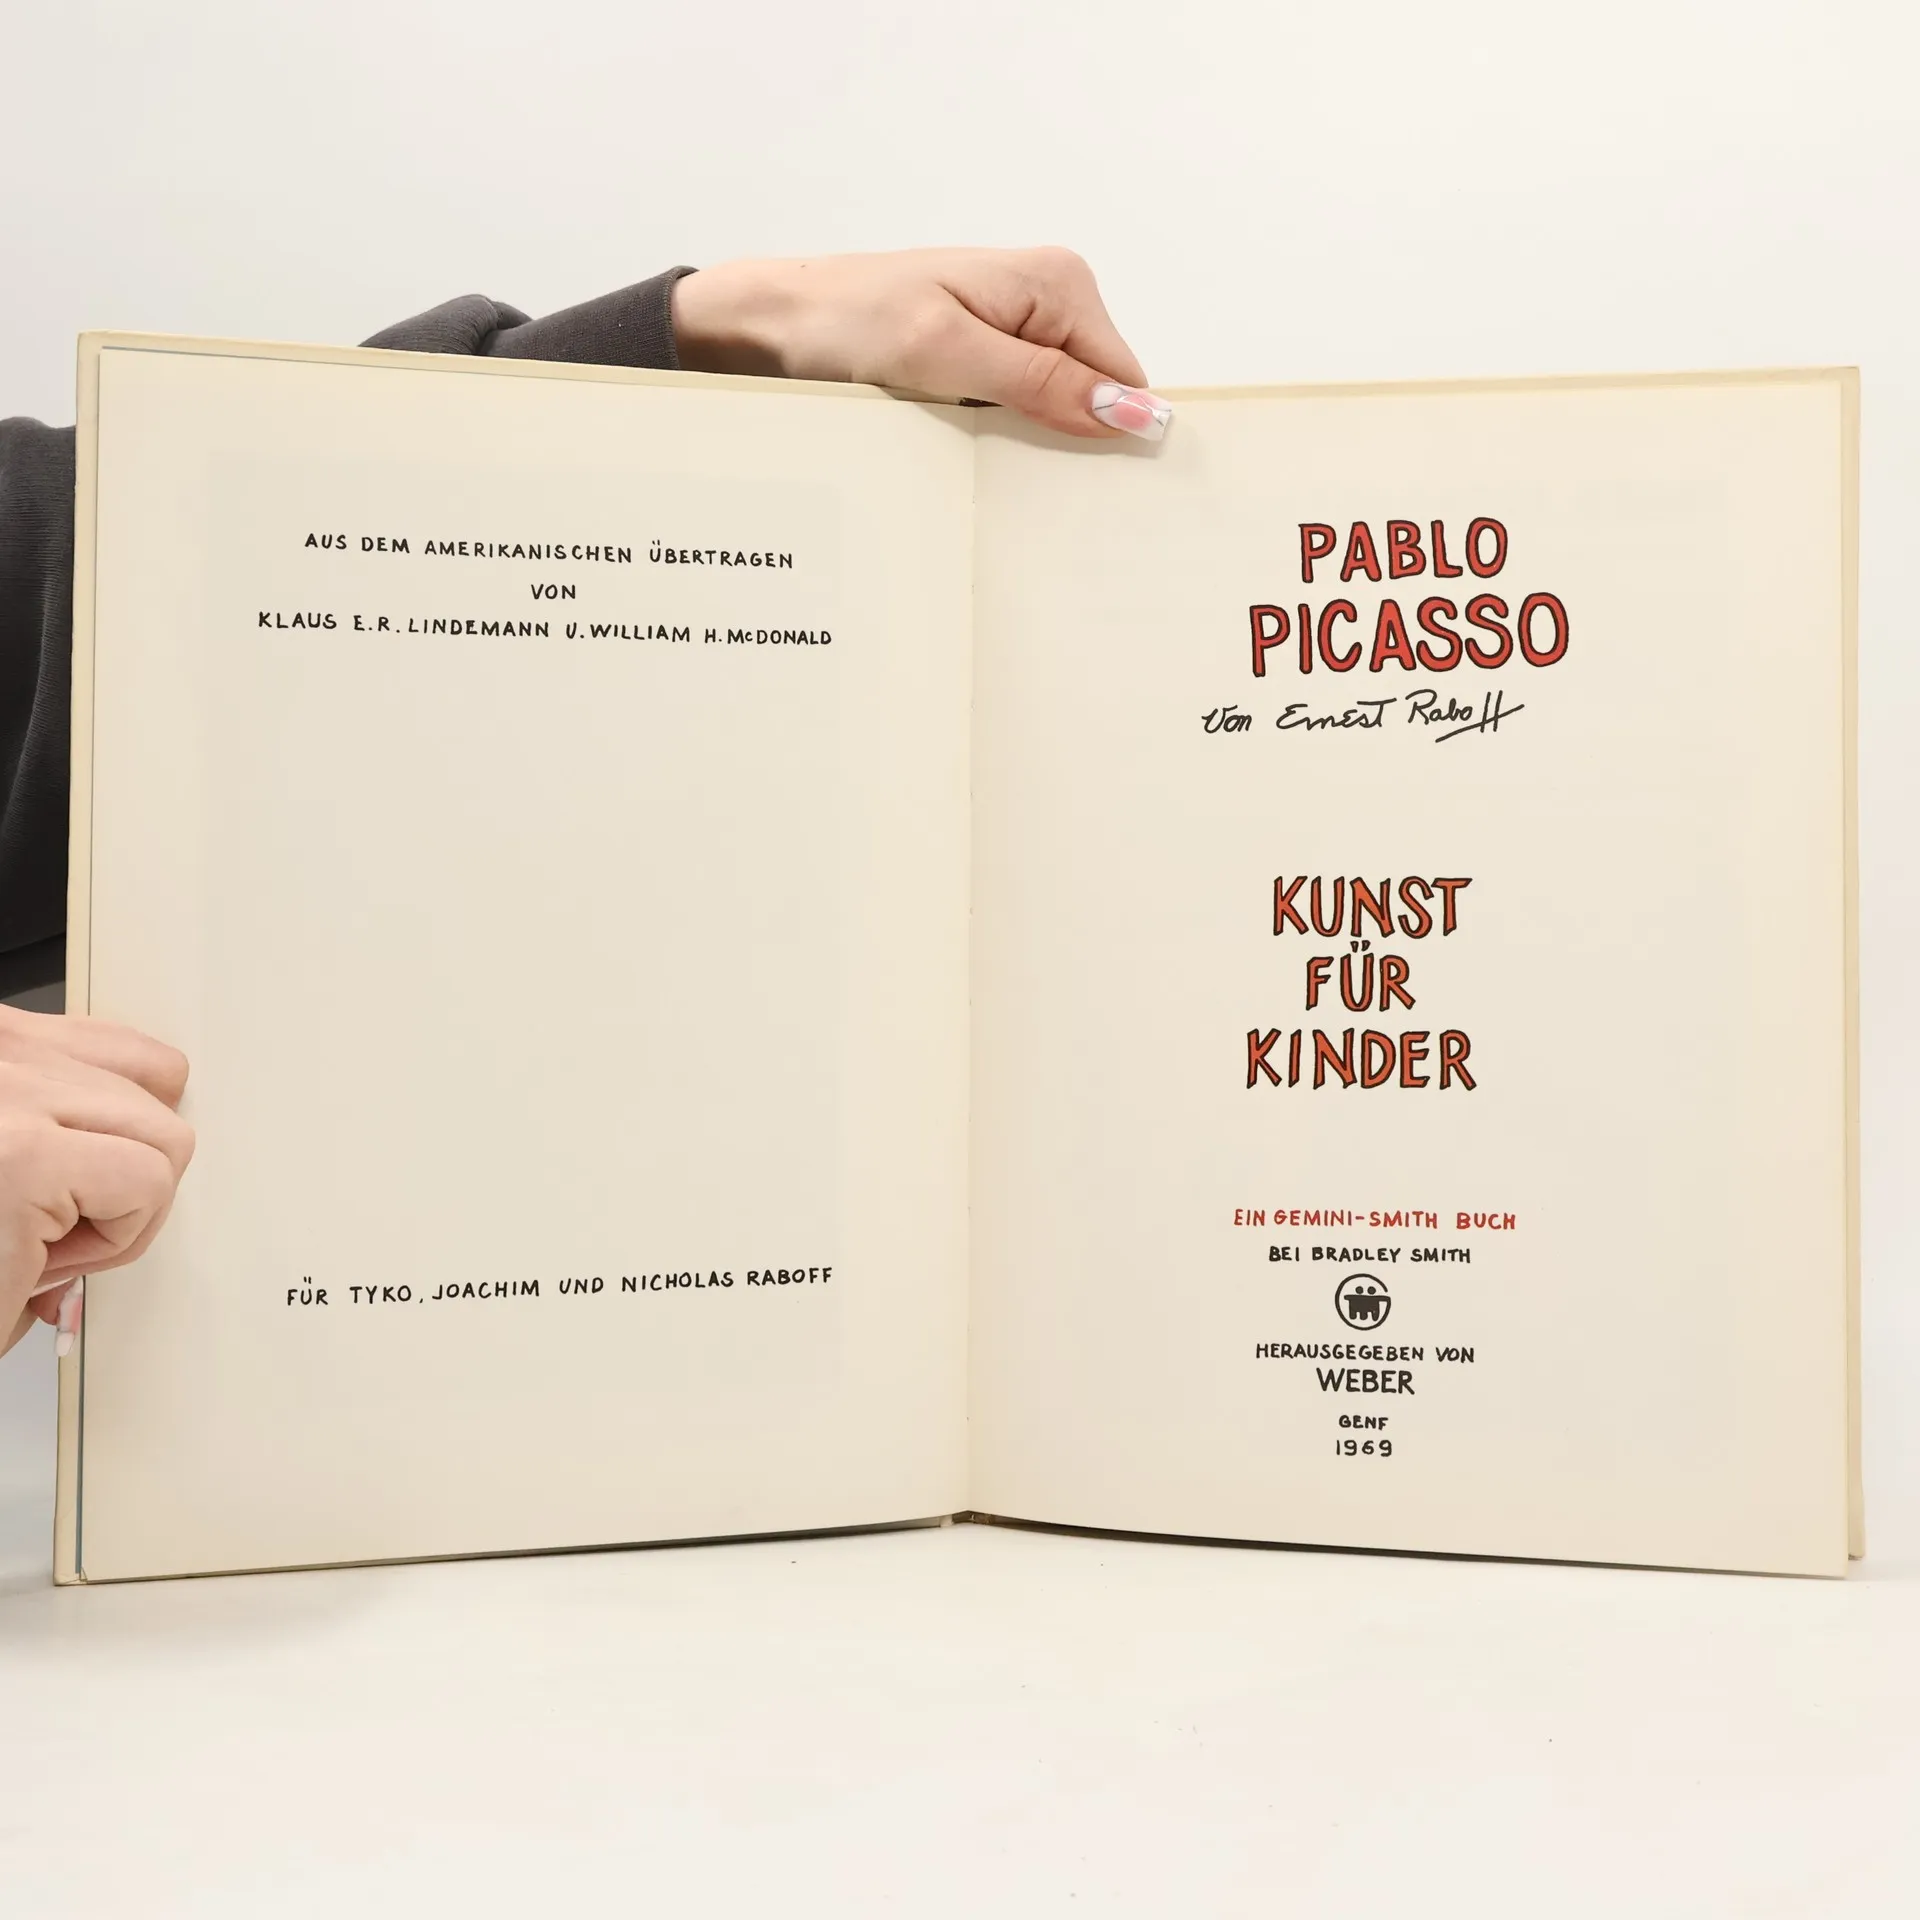 AUS DEM AMERIKANISCHEN ÜBERTRAGEN
VON
KLAUS E.R. LINDEMANN U. WILLIAM H. McDONALD
FÜR TYKO, JOACHIM UND NICHOLAS RABOFF
PABLO
PICASSO
Von Ernest Raboff
KUNST
FÜR
KINDER
EIN GEMINI-SMITH BUCH
BEI BRADLEY SMITH
HERAUSGEGEBEN VON
WEBER
GENF
1969